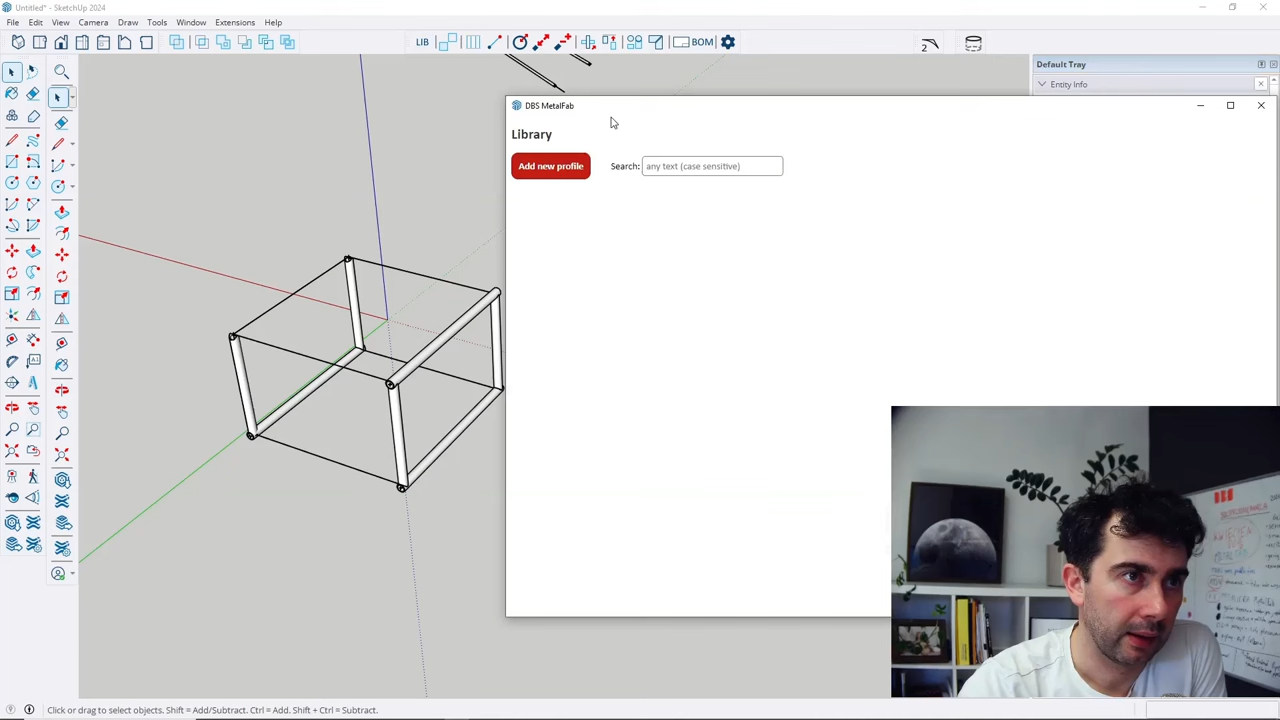 Untitled* - SketchUp 2024
File Edit View Camera Draw Tools Window Extensions Help
LIB
BOM
Default Tray
Entity Info
DBS MetalFab
Library
Add new profile
Search: any text (case sensitive)
Click or drag to select objects. Shift = Add/Subtract. Ctrl = Add. Shift + Ctrl = Subtract.